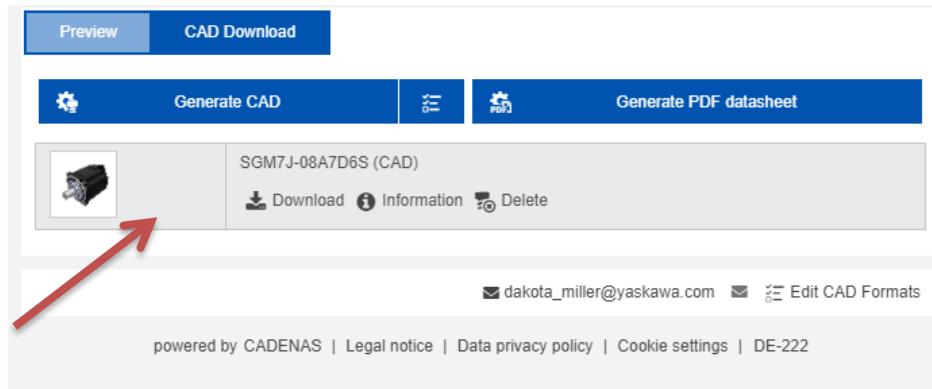 Preview CAD Download
Generate CAD PDF Generate PDF datasheet
SGM7J-08A7D6S (CAD)
Download Information Delete
dakota_miller@yaskawa.com Edit CAD Formats
powered by CADENAS | Legal notice | Data privacy policy | Cookie settings | DE-222